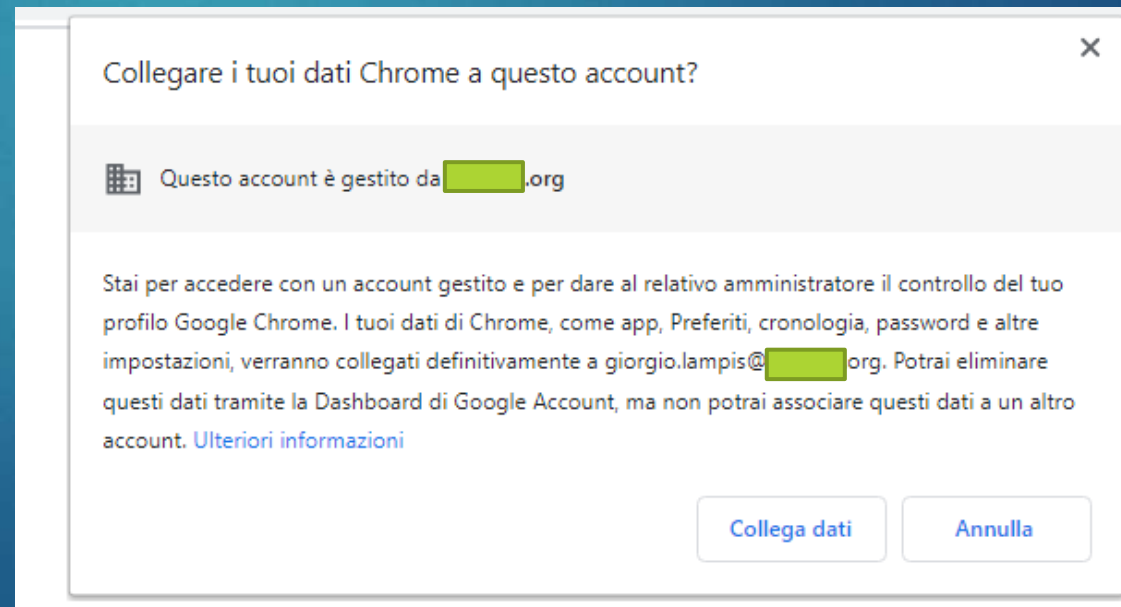 Collegare i tuoi dati Chrome a questo account?
Questo account è gestito da .org
Stai per accedere con un account gestito e per dare al relativo amministratore il controllo del tuo
profilo Google Chrome. I tuoi dati di Chrome, come app, Preferiti, cronologia, password e altre
impostazioni, verranno collegati definitivamente a giorgio.lampis@ org. Potrai eliminare
questi dati tramite la Dashboard di Google Account, ma non potrai associare questi dati a un altro
account. Ulteriori informazioni
Collega dati Annulla